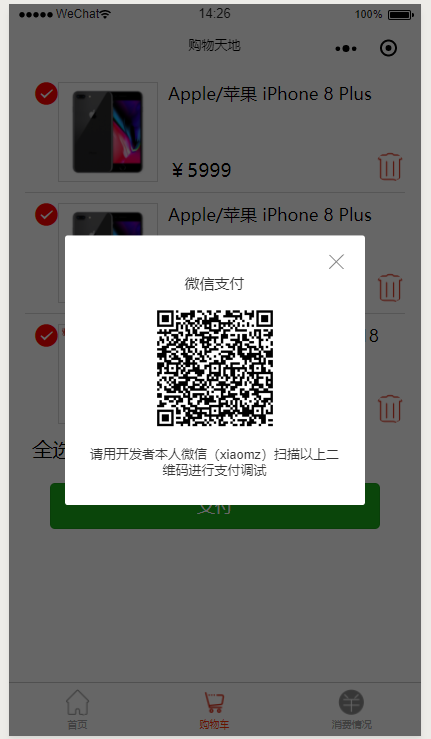 ●●●●● WeChat 14:26 100%
购物天地
Apple/苹果 iPhone 8 Plus
¥ 5999
Apple/苹果 iPhone 8 Plus
8
微信支付
请用开发者本人微信（xiaomz）扫描以上二
维码进行支付调试
全选
支付
首页 购物车 消费情况